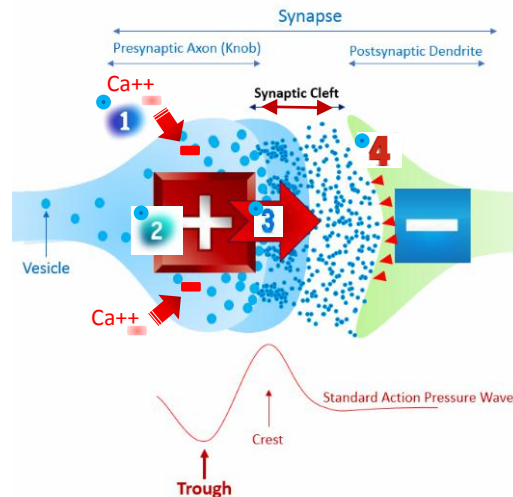 Synapse
Presynaptic Axon (Knob)
Postsynaptic Dendrite
Ca++
Synaptic Cleft
1
4
+
2
3
Vesicle
Ca++
Standard Action Pressure Wave
Crest
Trough